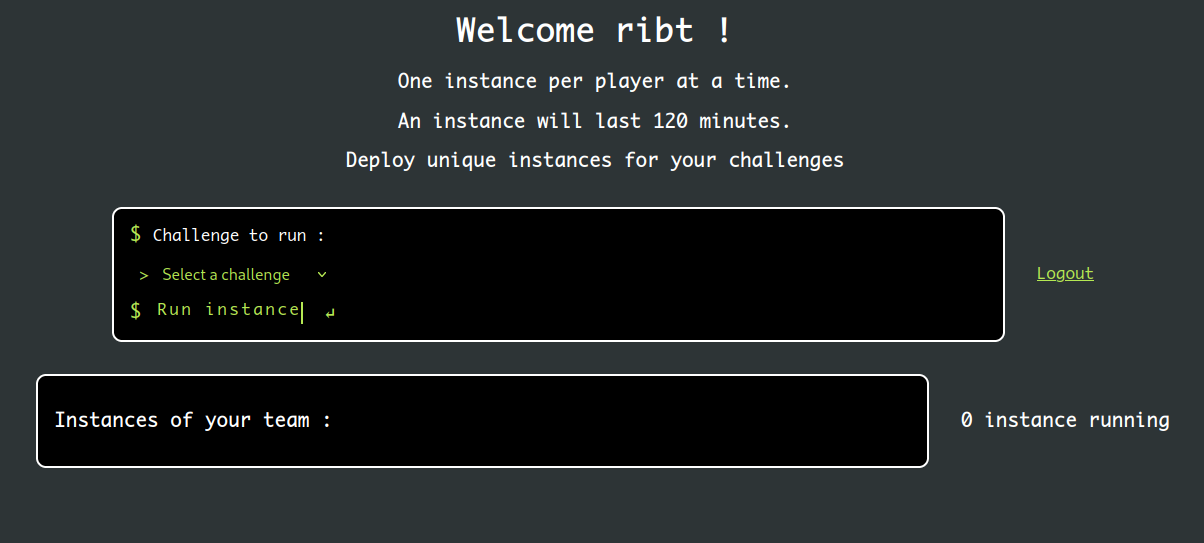 Welcome ribt !
One instance per player at a time.
An instance will last 120 minutes.
Deploy unique instances for your challenges
$ Challenge to run :
> Select a challenge
$ Run instance ↵
Logout
Instances of your team :
0 instance running